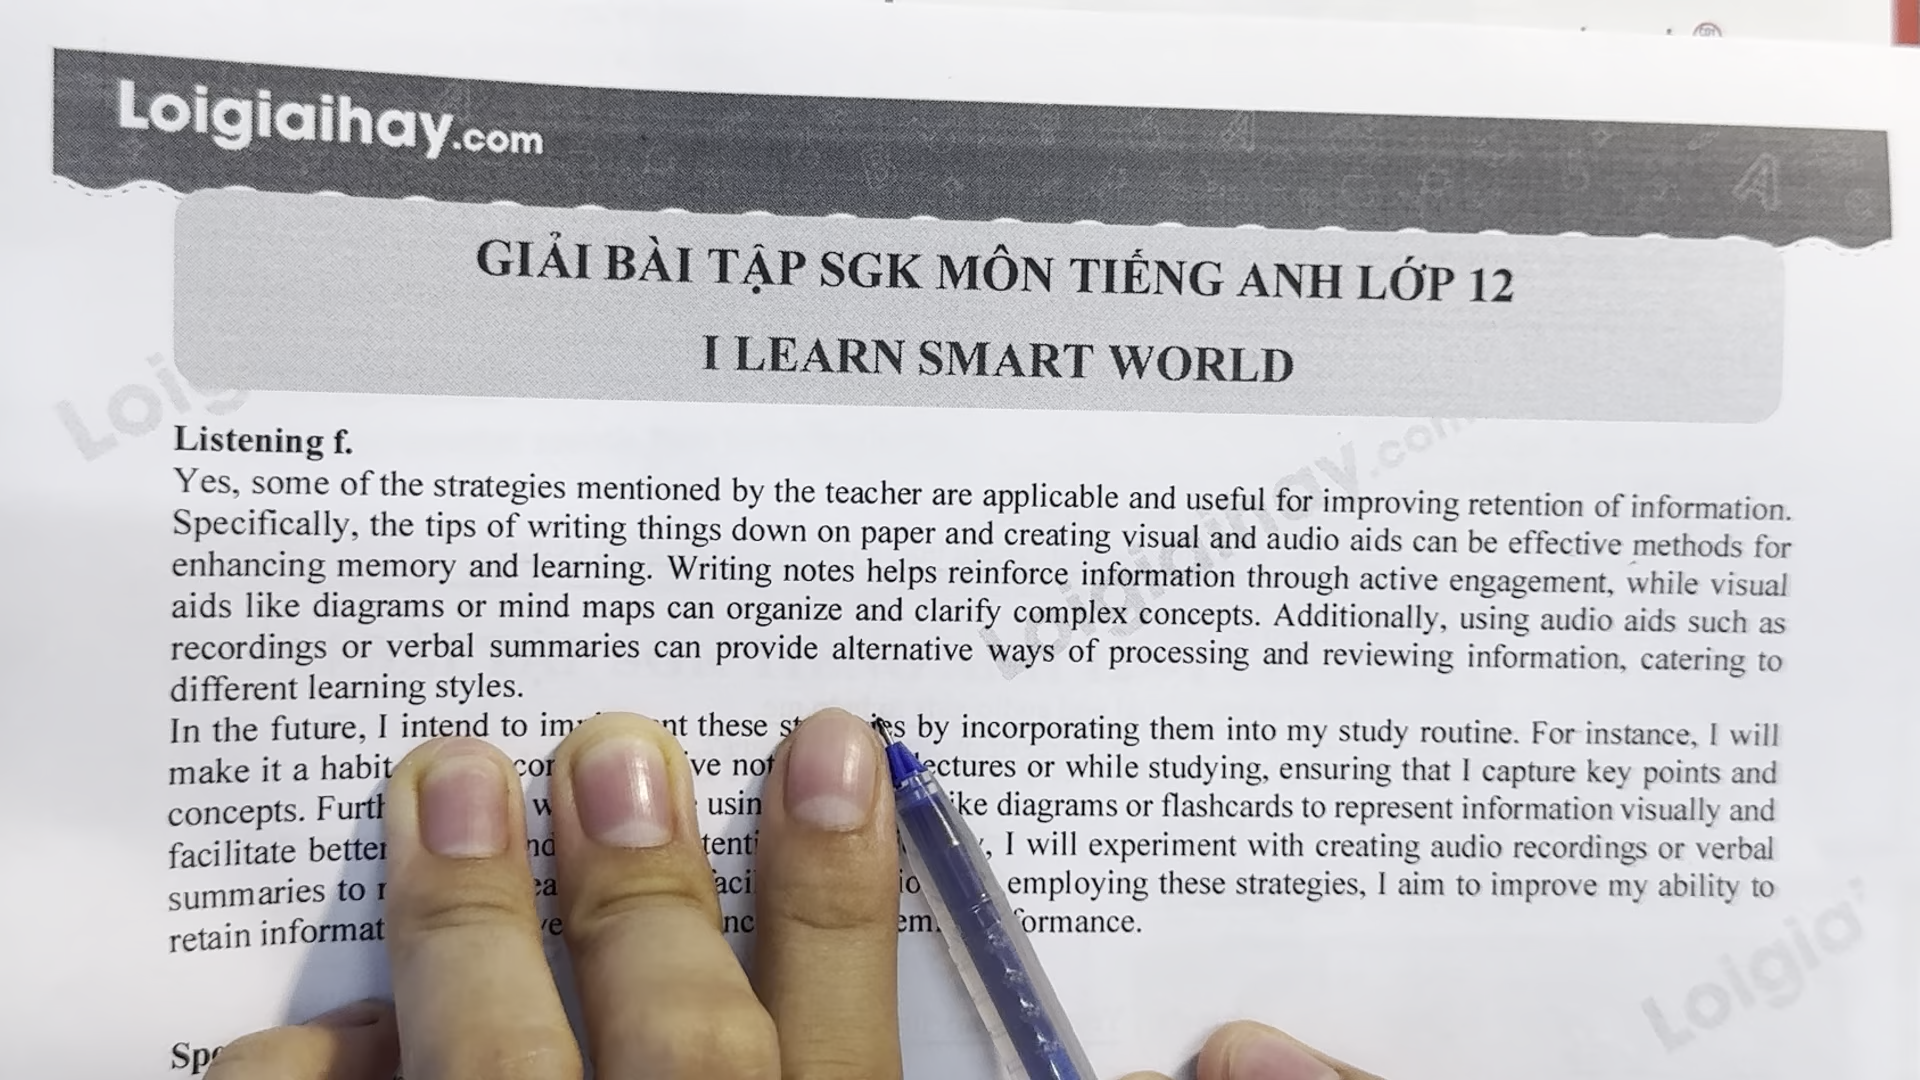 Loigiaihay.com
GIẢI BÀI TẬP SGK MÔN TIẾNG ANH LỚP 12
I LEARN SMART WORLD
Listening f.
Yes, some of the strategies mentioned by the teacher are applicable and useful for improving retention of information.
Specifically, the tips of writing things down on paper and creating visual and audio aids can be effective methods for
enhancing memory and learning. Writing notes helps reinforce information through active engagement, while visual
aids like diagrams or mind maps can organize and clarify complex concepts. Additionally, using audio aids such as
recordings or verbal summaries can provide alternative ways of processing and reviewing information, catering to
different learning styles.
In the future, I intend to these by incorporating them into my study routine. For instance, I will
make it a habit lectures or while studying, ensuring that I capture key points and
concepts. diagrams or flashcards to represent information visually and
facilitate better I will experiment with creating audio recordings or verbal
summaries to employing these strategies, I aim to improve my ability to
retain